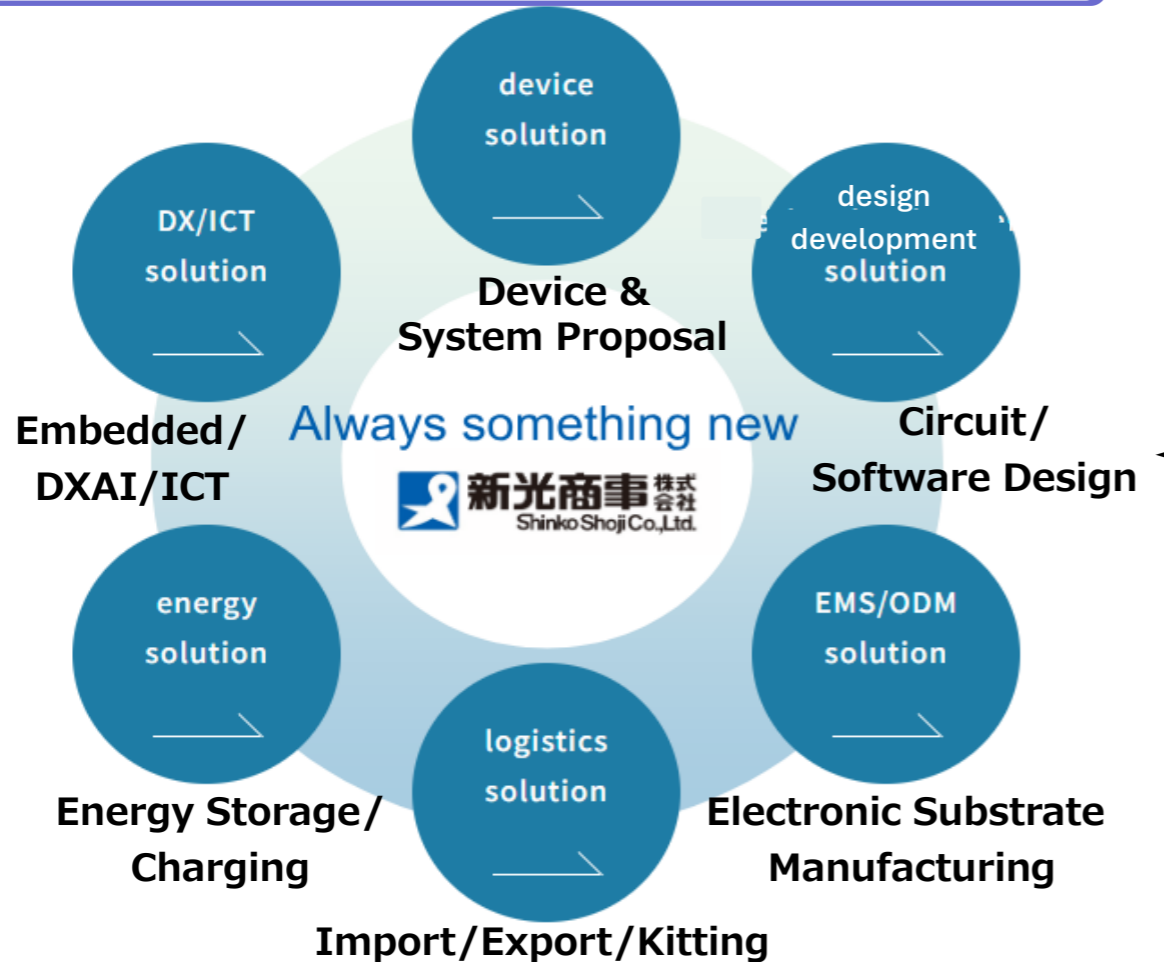 device
solution
Device &
System Proposal
design
development
solution
Circuit/
Software Design
EMS/ODM
solution
Electronic Substrate
Manufacturing
logistics
solution
Import/Export/Kitting
energy
solution
Energy Storage/
Charging
DX/ICT
solution
Embedded/
DXAI/ICT
Always something new
新光商事株式会社
Shinko Shoji Co.,Ltd.